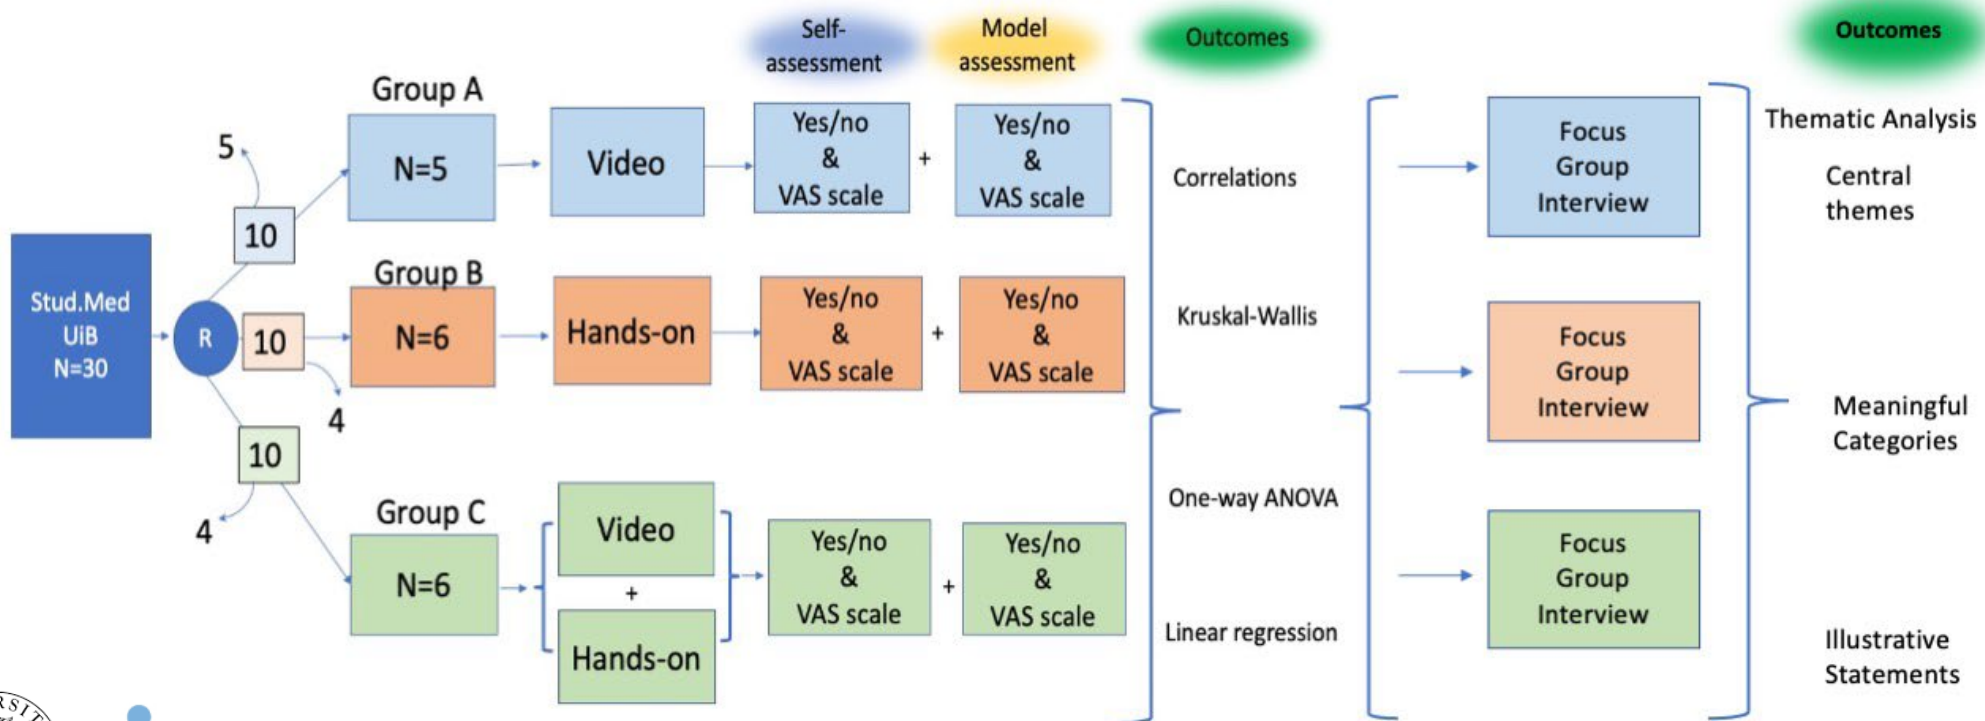 Self-
assessment
Model
assessment
Outcomes
Outcomes
Group A
5
10
N=5
Video
Yes/no
&
VAS scale
+
Yes/no
&
VAS scale
Stud.Med
UiB
N=30
R
Group B
10
4
N=6
Hands-on
Yes/no
&
VAS scale
+
Yes/no
&
VAS scale
10
4
Group C
N=6
Video
+
Hands-on
Yes/no
&
VAS scale
+
Yes/no
&
VAS scale
Correlations
Kruskal-Wallis
One-way ANOVA
Linear regression
Focus
Group
Interview
Focus
Group
Interview
Focus
Group
Interview
Thematic Analysis
Central
themes
Meaningful
Categories
Illustrative
Statements